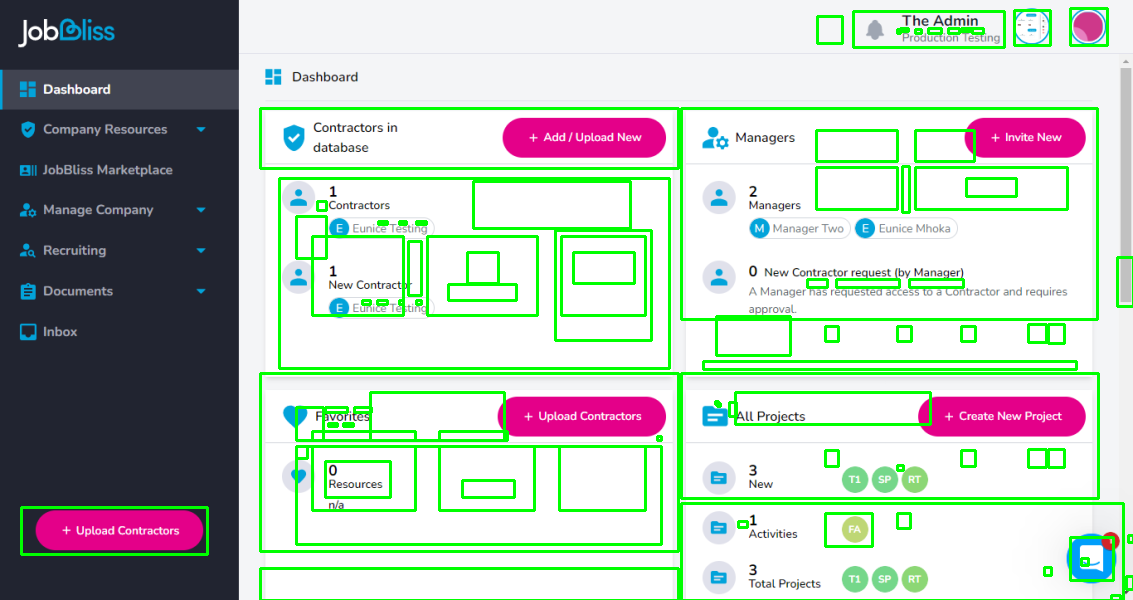 JobBliss
The Admin
Production Testing
Dashboard
Company Resources
JobBliss Marketplace
Manage Company
Recruiting
Documents
Inbox
+ Upload Contractors
Dashboard
Contractors in
database
+ Add / Upload New
1
Contractors
E Eunice Testing
1
New Contractor
E Eunice Testing
Managers
+ Invite New
2
Managers
M Manager Two
E Eunice Mhoka
0 New Contractor request (by Manager)
A Manager has requested access to a Contractor and requires
approval.
Favorites
+ Upload Contractors
0
Resources
n/a
All Projects
+ Create New Project
3
New
T1 SP RT
1
Activities
FA
3
Total Projects
T1 SP RT